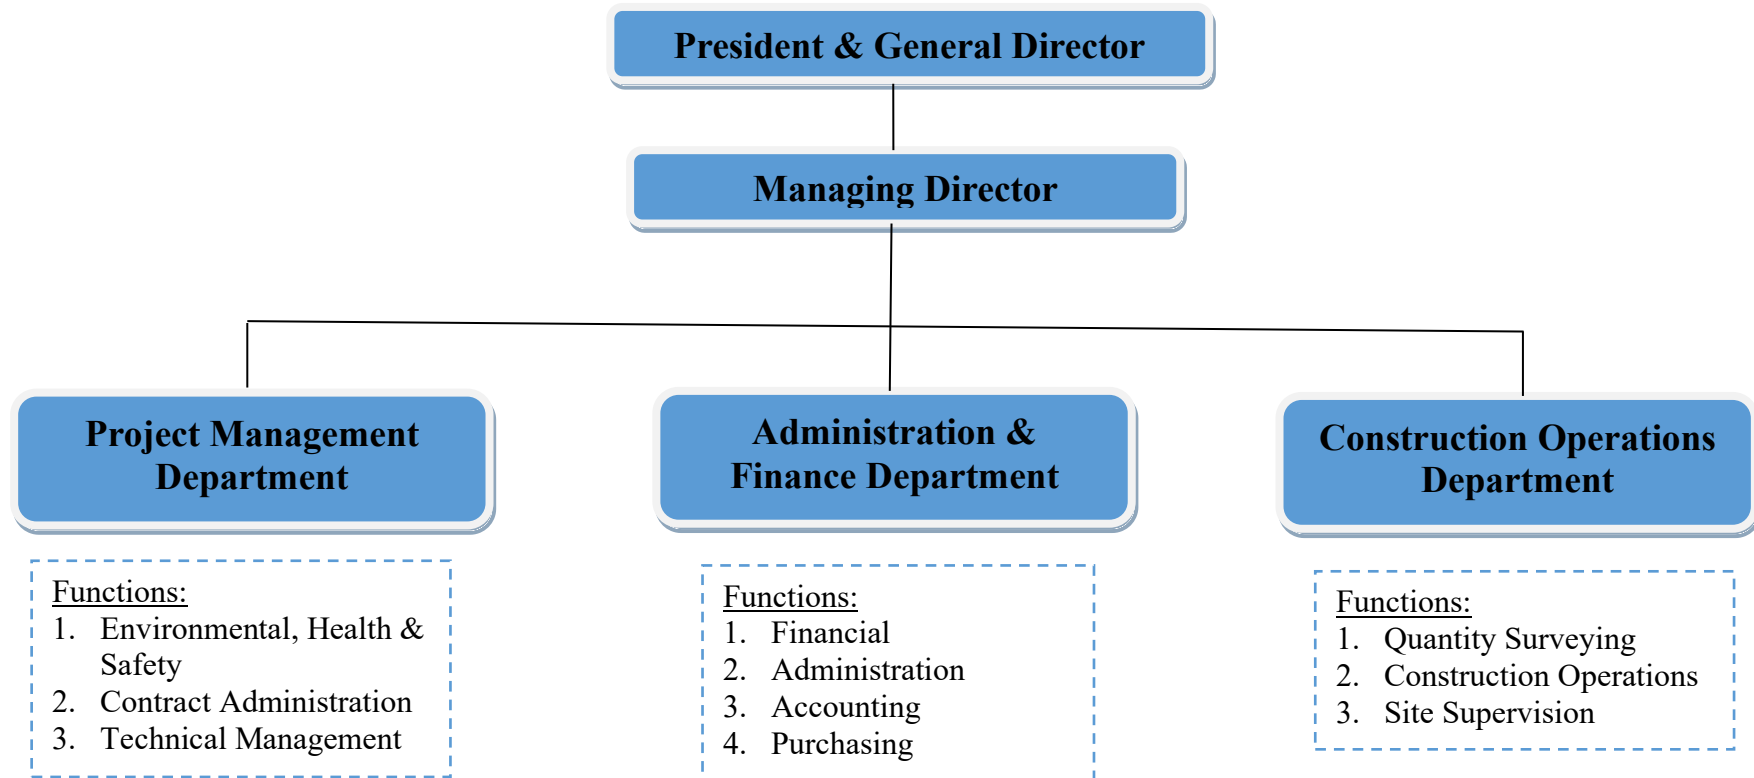 President & General Director
Managing Director
Project Management
Department
Administration &
Finance Department
Construction Operations
Department
Functions:
1. Environmental, Health &
Safety
2. Contract Administration
3. Technical Management
Functions:
1. Financial
2. Administration
3. Accounting
4. Purchasing
Functions:
1. Quantity Surveying
2. Construction Operations
3. Site Supervision